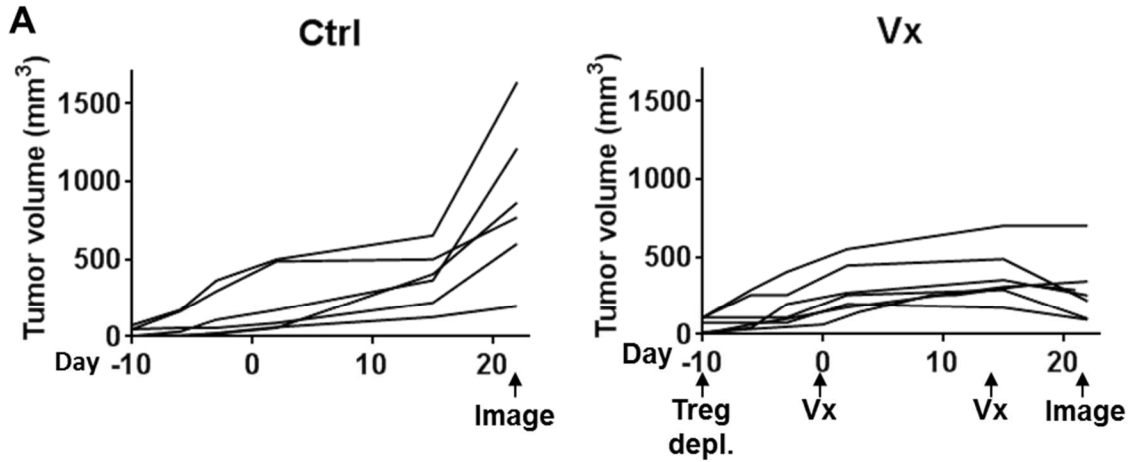 A
Ctrl
Tumor volume (mm³)
1500
1000
500
0
Day -10 0 10 20
Image
Vx
Tumor volume (mm³)
1500
1000
500
0
Day -10 0 10 20
Treg depl.
Vx
Vx
Image